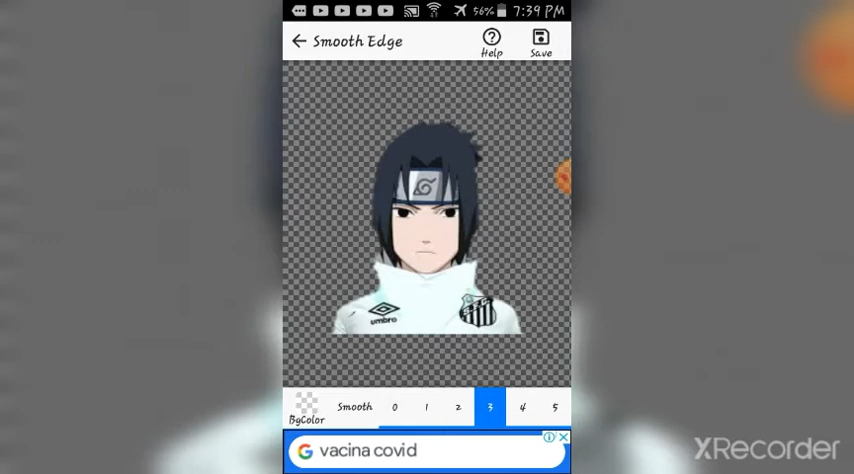 56% 7:39 PM
Smooth Edge
Help
Save
umbro
BgColor
Smooth 0 1 2 3 4 5
vacina covid
XRecorder